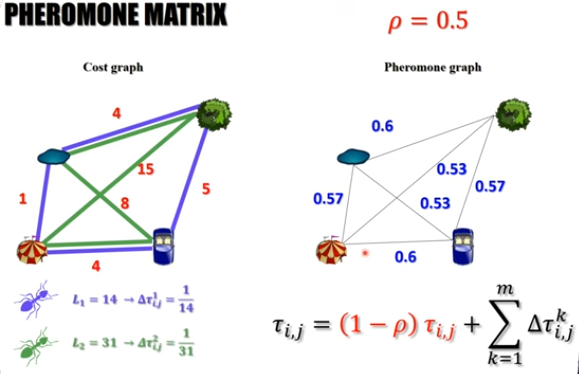 PHEROMONE MATRIX
ρ = 0.5
Cost graph
Pheromone graph
4
15
8
1
5
4
0.6
0.53
0.57
0.57
0.53
0.6
L₁ = 14 → Δτ¹ᵢ,ⱼ = 1/14
L₂ = 31 → Δτ²ᵢ,ⱼ = 1/31
τᵢ,ⱼ = (1 − ρ) τᵢ,ⱼ + ∑ₖ₌₁ᵐ Δτᵏᵢ,ⱼ